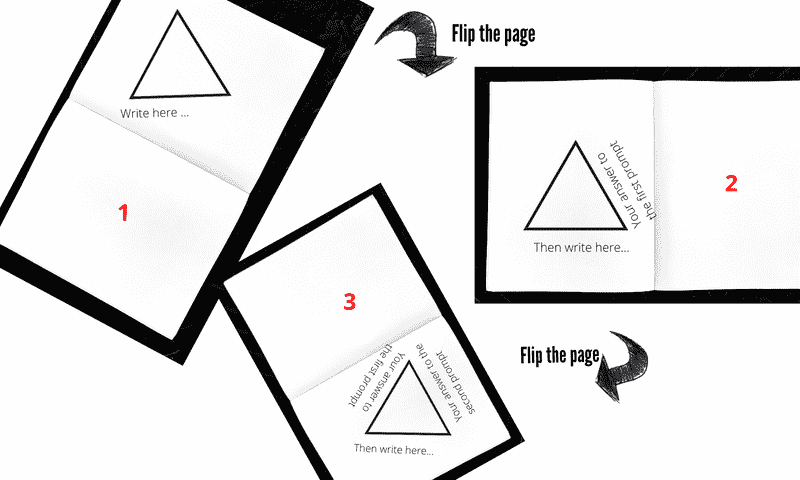 Write here ...
1
Flip the page
Your answer to
the first prompt
2
Then write here...
Flip the page
3
Your answer to
the first prompt
Your answer to the
second prompt
Then write here...